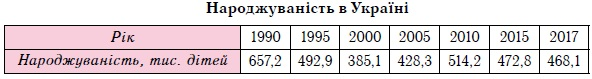 Народжуваність в Україні
Рік 1990 1995 2000 2005 2010 2015 2017
Народжуваність, тис. дітей 657,2 492,9 385,1 428,3 514,2 472,8 468,1